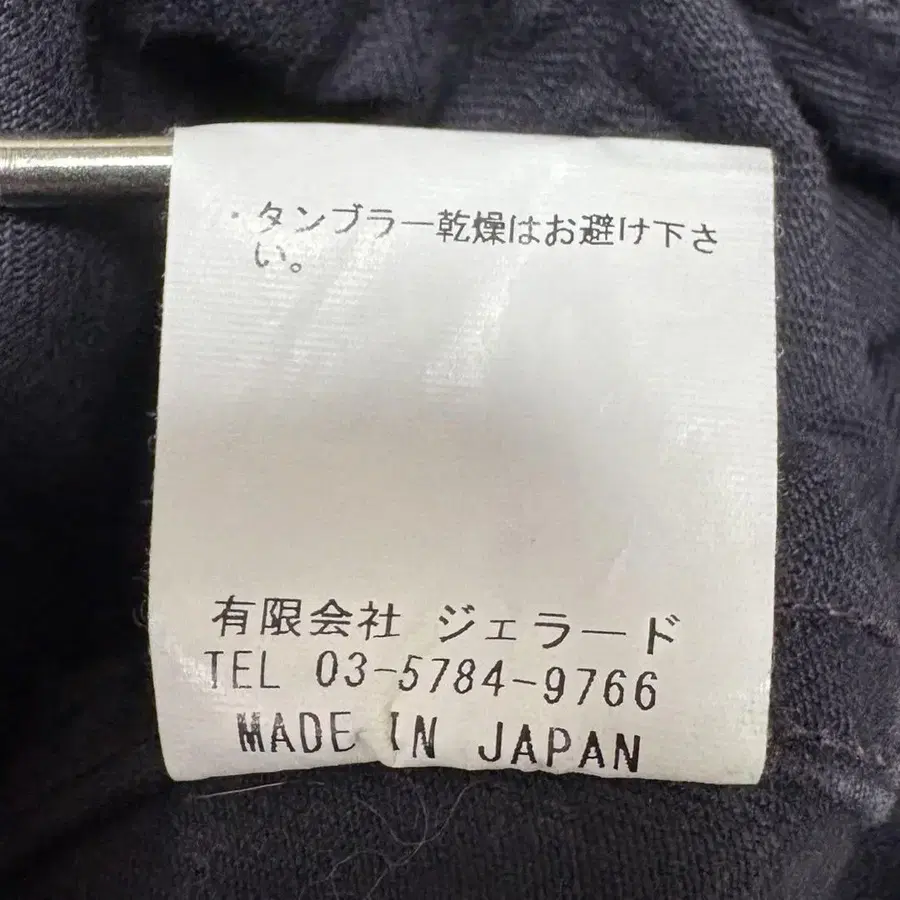 ・タンブラー乾燥はお避け下さ
い。
有限会社 ジェラード
TEL 03-5784-9766
MADE IN JAPAN